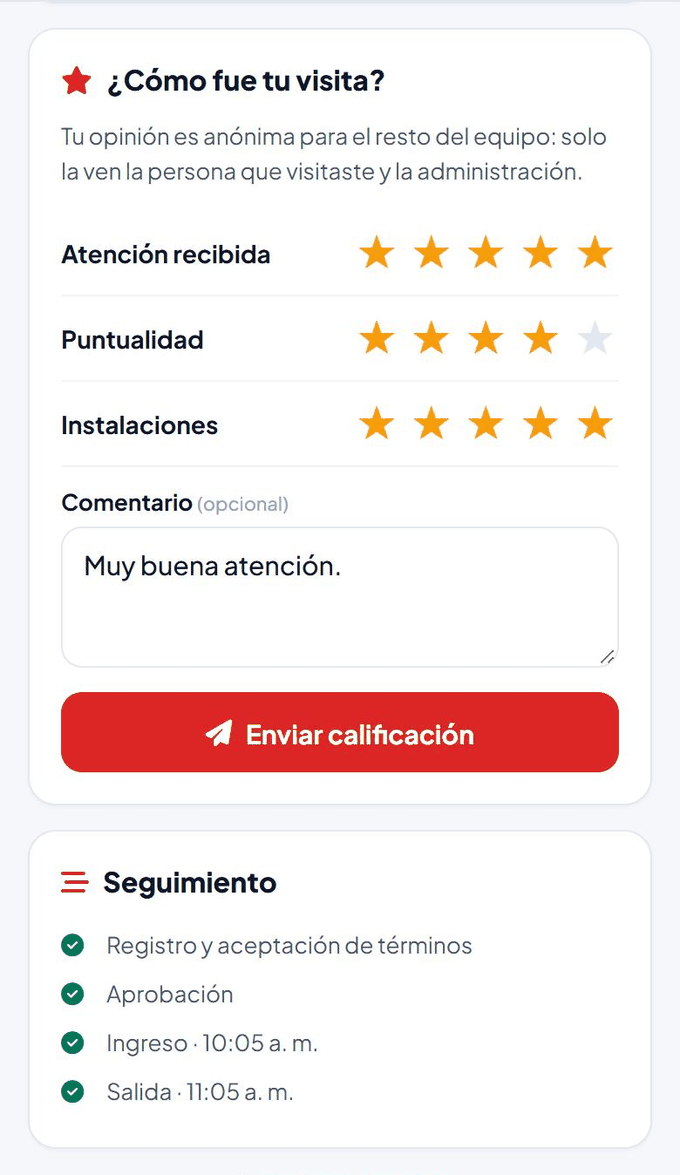 ¿Cómo fue tu visita?
Tu opinión es anónima para el resto del equipo: solo
la ven la persona que visitaste y la administración.
Atención recibida
Puntualidad
Instalaciones
Comentario (opcional)
Muy buena atención.
Enviar calificación
Seguimiento
Registro y aceptación de términos
Aprobación
Ingreso · 10:05 a. m.
Salida · 11:05 a. m.